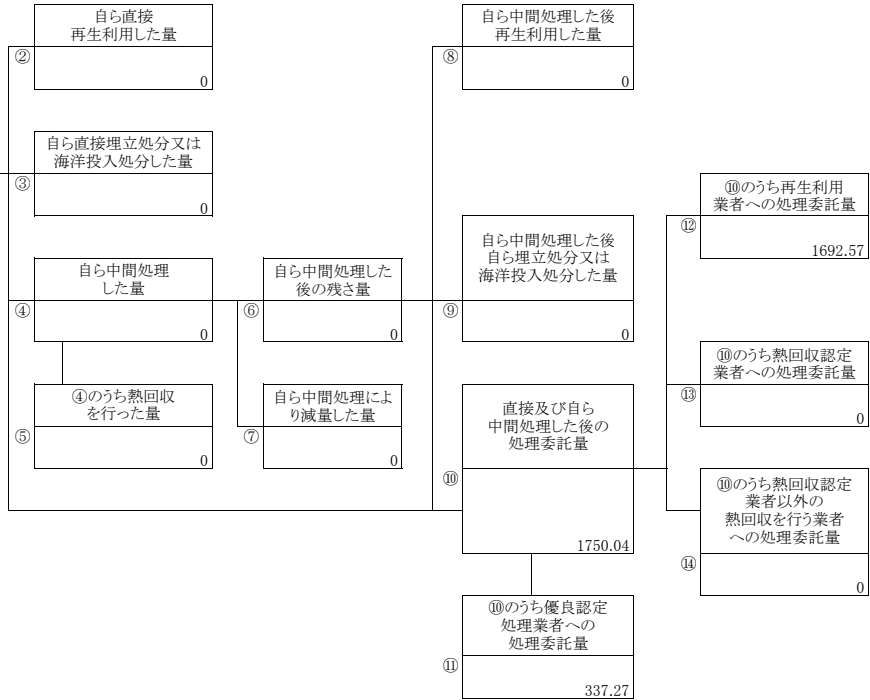 自ら直接
再生利用した量
②
0
自ら直接埋立処分又は
海洋投入処分した量
③
0
自ら中間処理
した量
④
0
④のうち熱回収
を行った量
⑤
0
自ら中間処理した
後の残さ量
⑥
0
自ら中間処理によ
り減量した量
⑦
0
自ら中間処理した後
再生利用した量
⑧
0
自ら中間処理した後
自ら埋立処分又は
海洋投入処分した量
⑨
0
直接及び自ら
中間処理した後の
処理委託量
⑩
1750.04
⑩のうち優良認定
処理業者への
処理委託量
⑪
337.27
⑩のうち再生利用
業者への処理委託量
⑫
1692.57
⑩のうち熱回収認定
業者への処理委託量
⑬
0
⑩のうち熱回収認定
業者以外の
熱回収を行う業者
への処理委託量
⑭
0